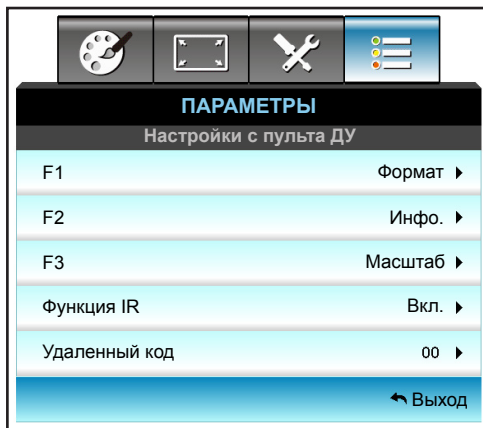 ПАРАМЕТРЫ
Настройки с пульта ДУ
F1 Формат
F2 Инфо.
F3 Масштаб
Функция IR Вкл.
Удаленный код 00
Выход